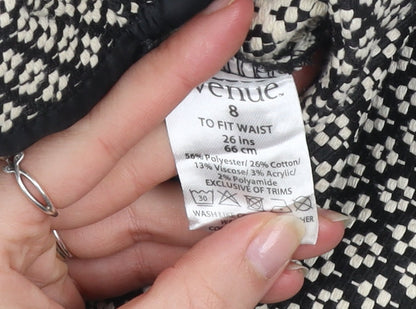 venue
8
TO FIT WAIST
26 ins
66 cm
56% Polyester/ 26% Cotton/
13% Viscose/ 3% Acrylic/
2% Polyamide
EXCLUSIVE OF TRIMS
30
WASH